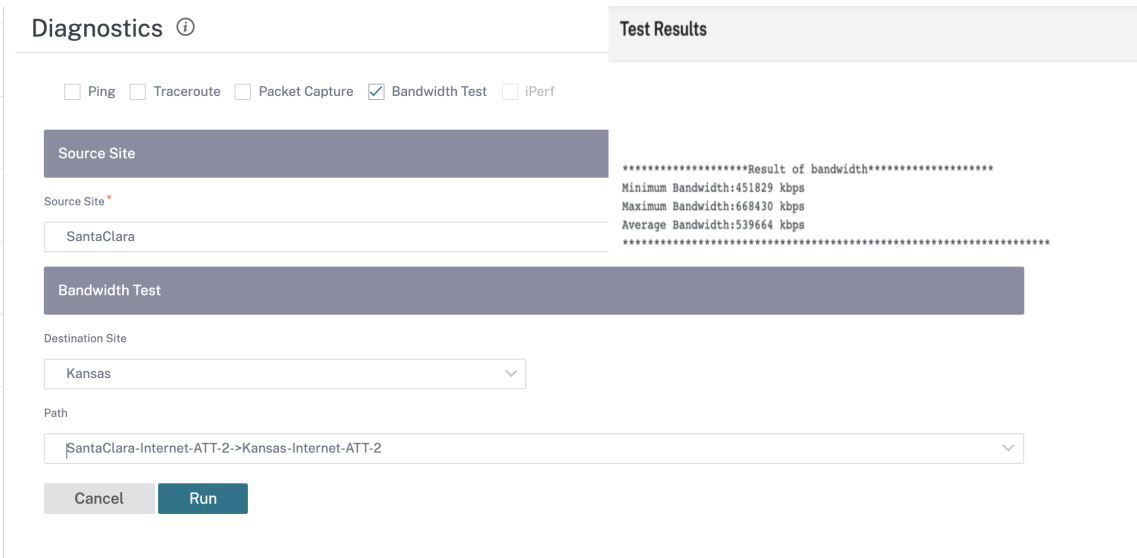 Diagnostics
Ping Traceroute Packet Capture Bandwidth Test iPerf
Source Site
Source Site*
SantaClara
Bandwidth Test
Destination Site
Kansas
Path
SantaClara-Internet-ATT-2->Kansas-Internet-ATT-2
Cancel Run
Test Results
********************Result of bandwidth********************
Minimum Bandwidth:451829 kbps
Maximum Bandwidth:668430 kbps
Average Bandwidth:539664 kbps
********************************************************************